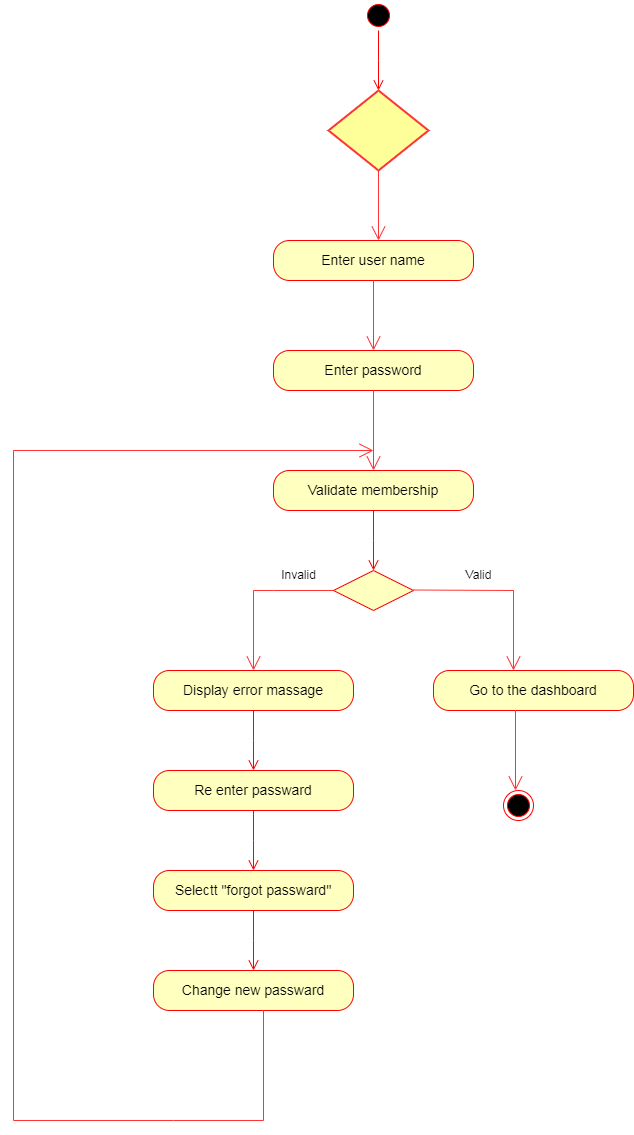 Enter user name
Enter password
Validate membership
Invalid
Valid
Display error massage
Go to the dashboard
Re enter passward
Selectt "forgot passward"
Change new passward